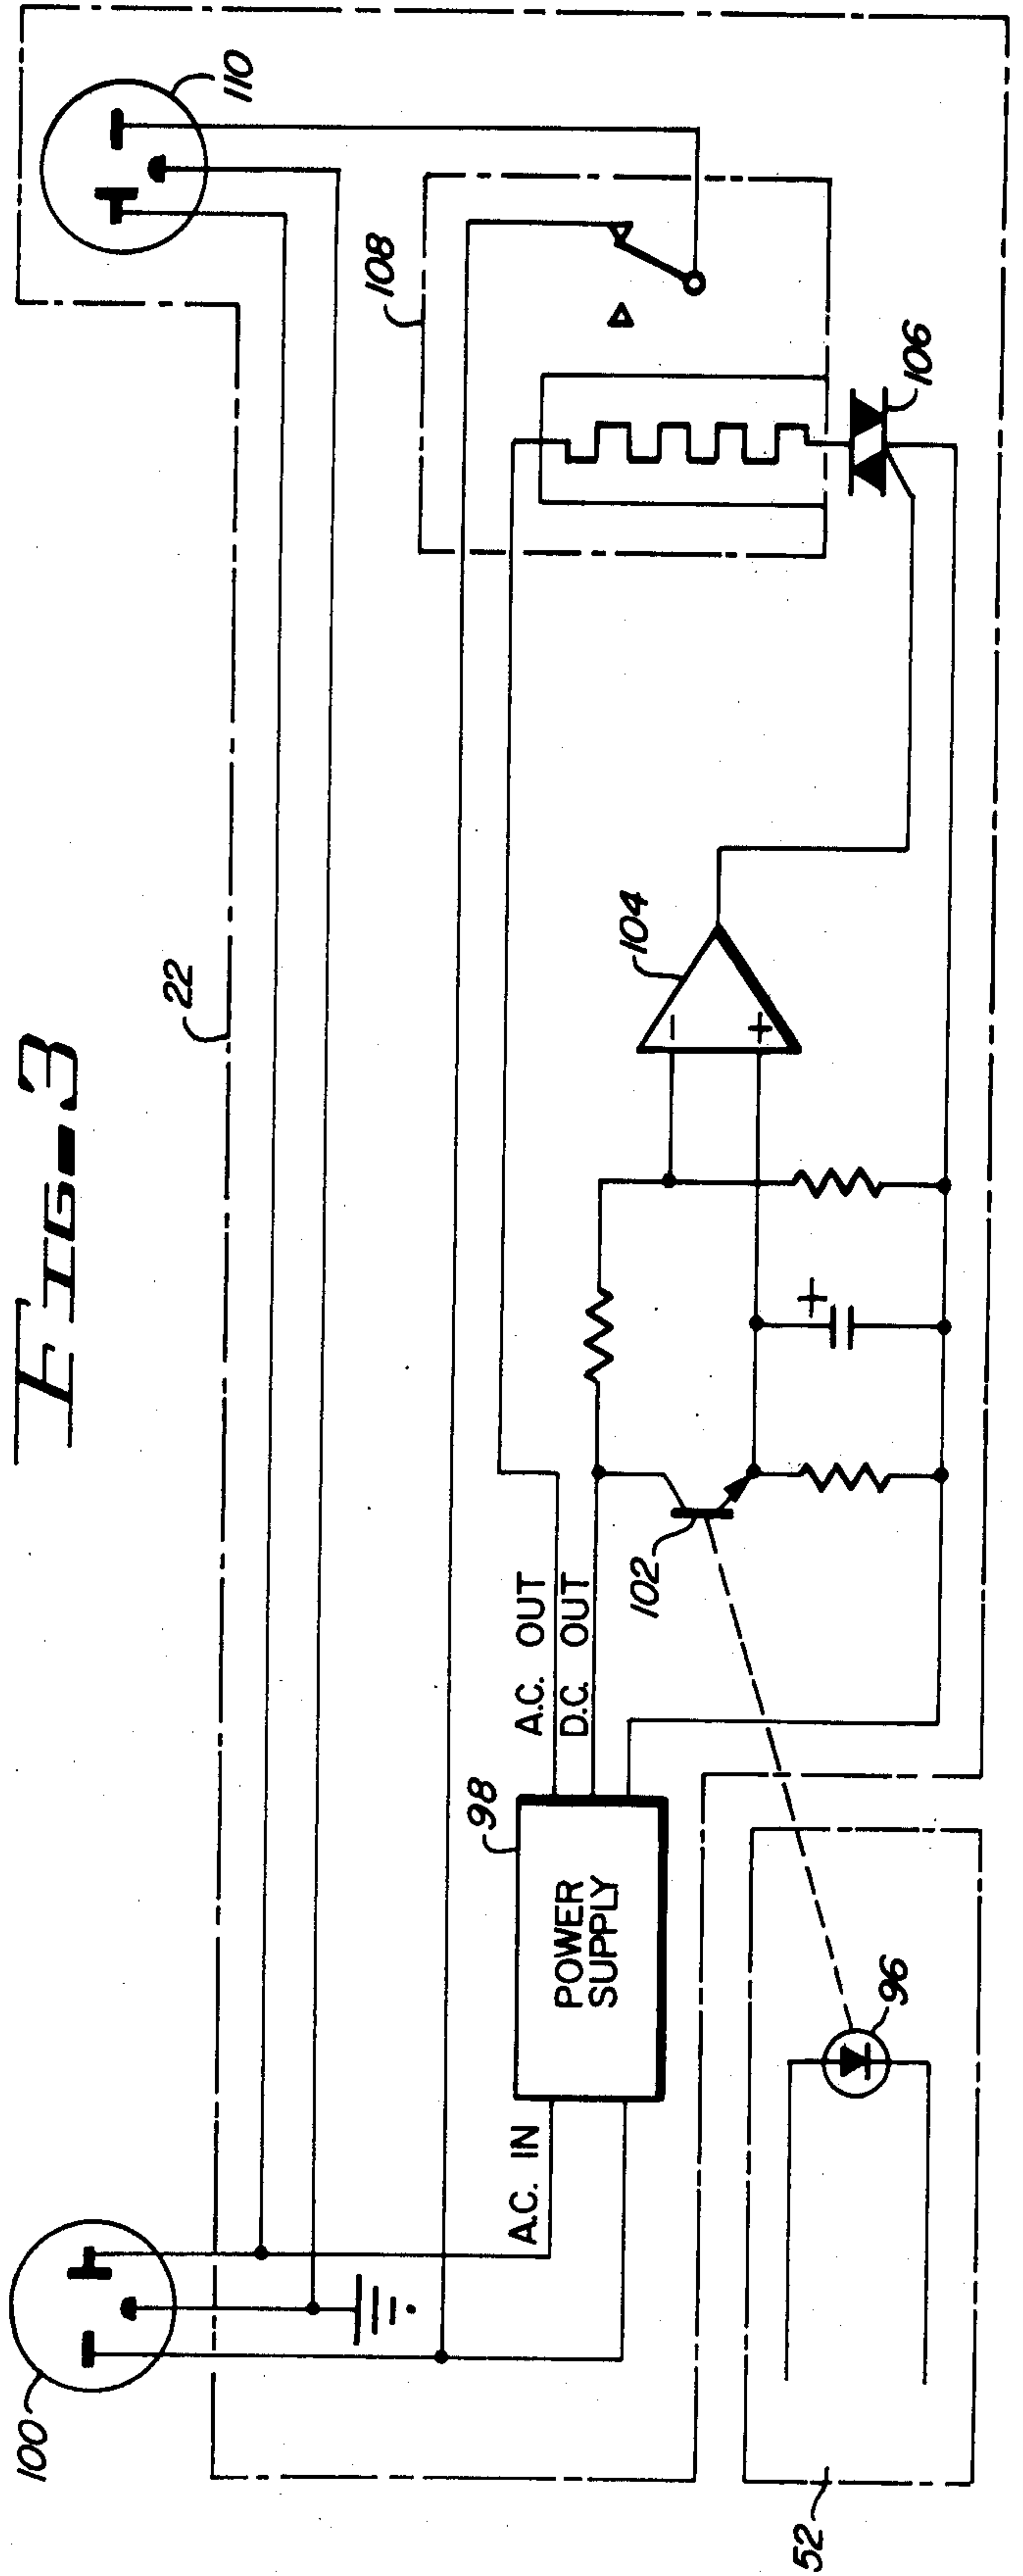 FIG-3
100
110
22
108
A.C. IN
98
POWER
SUPPLY
A.C. OUT
D.C. OUT
102
104
−
+
+
106
52
96